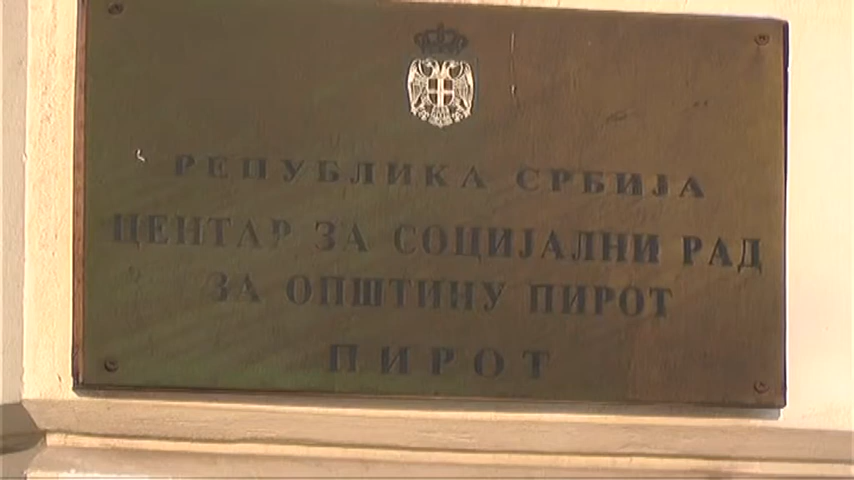 РЕПУБЛИКА СРБИЈА
ЦЕНТАР ЗА СОЦИЈАЛНИ РАД
ЗА ОПШТИНУ ПИРОТ
ПИРОТ